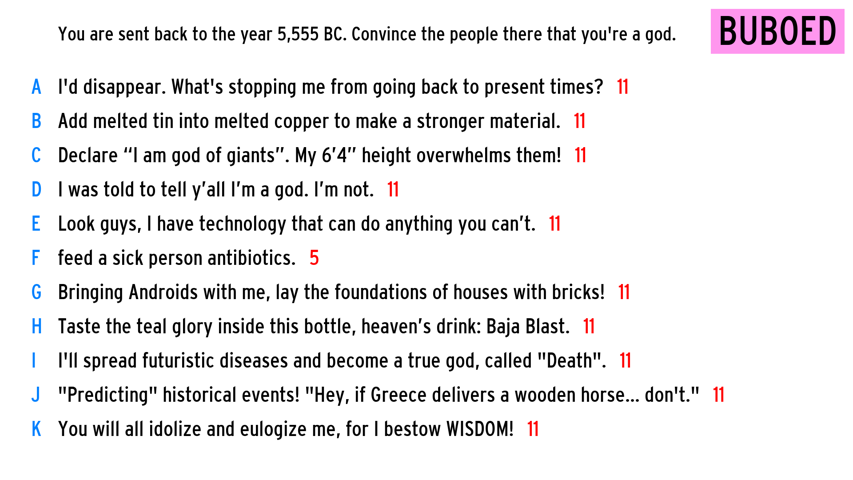 You are sent back to the year 5,555 BC. Convince the people there that you're a god.
BUBOED
A I'd disappear. What's stopping me from going back to present times? 11
B Add melted tin into melted copper to make a stronger material. 11
C Declare “I am god of giants”. My 6’4” height overwhelms them! 11
D I was told to tell y’all I’m a god. I’m not. 11
E Look guys, I have technology that can do anything you can’t. 11
F feed a sick person antibiotics. 5
G Bringing Androids with me, lay the foundations of houses with bricks! 11
H Taste the teal glory inside this bottle, heaven’s drink: Baja Blast. 11
I I'll spread futuristic diseases and become a true god, called "Death". 11
J "Predicting" historical events! "Hey, if Greece delivers a wooden horse... don't." 11
K You will all idolize and eulogize me, for I bestow WISDOM! 11